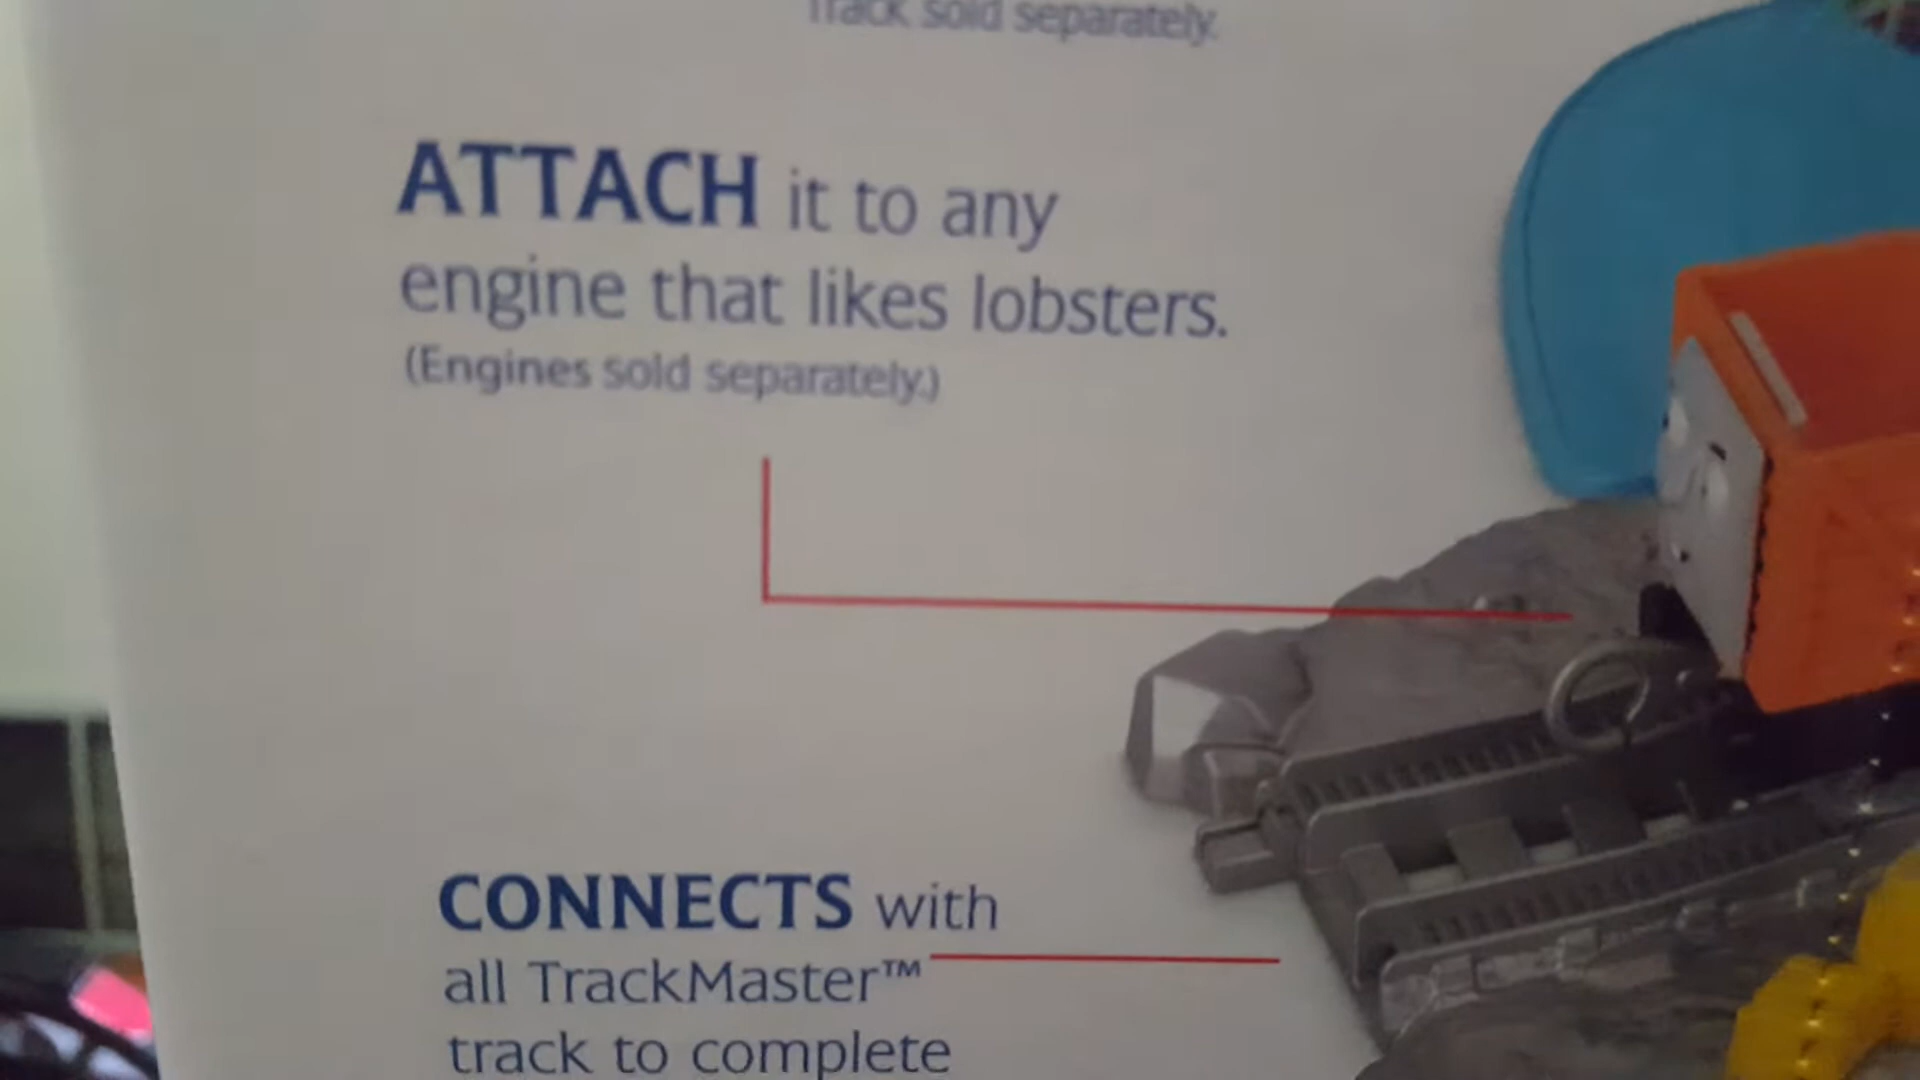 Track sold separately.
ATTACH it to any
engine that likes lobsters.
(Engines sold separately.)
CONNECTS with
all TrackMaster™
track to complete